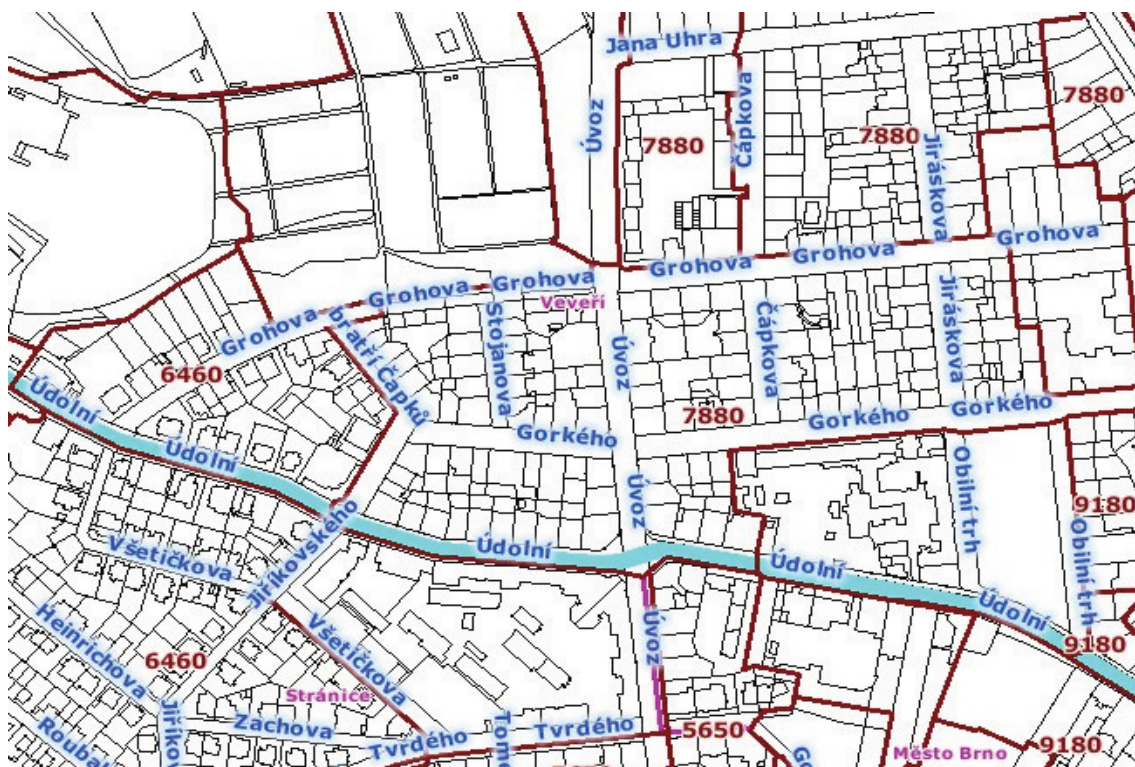 Jana Uhra
Úvoz
Čápkova
7880
7880
7880
Jiráskova
Grohova
Grohova
Grohova
Grohova
Grohova
Grohova
Veveří
bratří Čapků
Stojanova
Úvoz
Čápkova
Jiráskova
6460
Údolní
Údolní
Gorkého
7880
Gorkého
Gorkého
Obilní trh
9180
Obilní trh
Úvoz
Jiříkovského
Všetičkova
Údolní
Údolní
Údolní
Heinrichova
6460
Všetičkova
Úvoz
9180
Stránice
Zachova
Tvrdého
Tvrdého
5650
Město Brno
9180